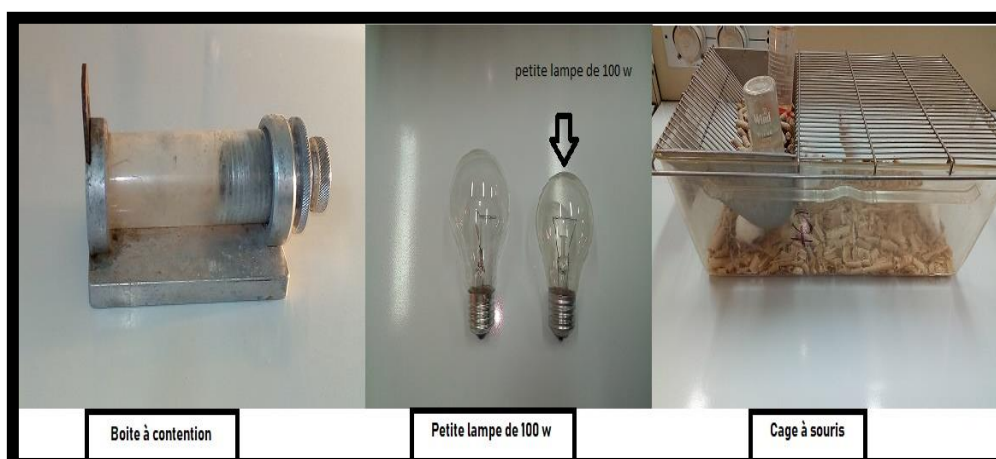 petite lampe de 100 w
Boite à contention
Petite lampe de 100 w
Cage à souris